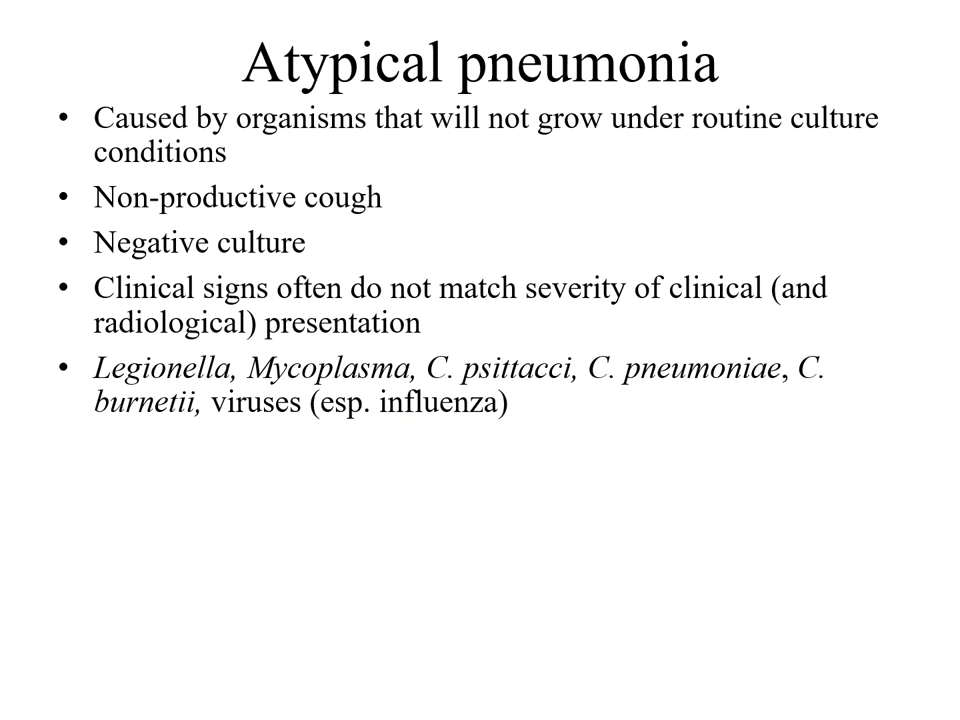 Atypical pneumonia
• Caused by organisms that will not grow under routine culture
conditions
• Non-productive cough
• Negative culture
• Clinical signs often do not match severity of clinical (and
radiological) presentation
• Legionella, Mycoplasma, C. psittacci, C. pneumoniae, C.
burnetii, viruses (esp. influenza)